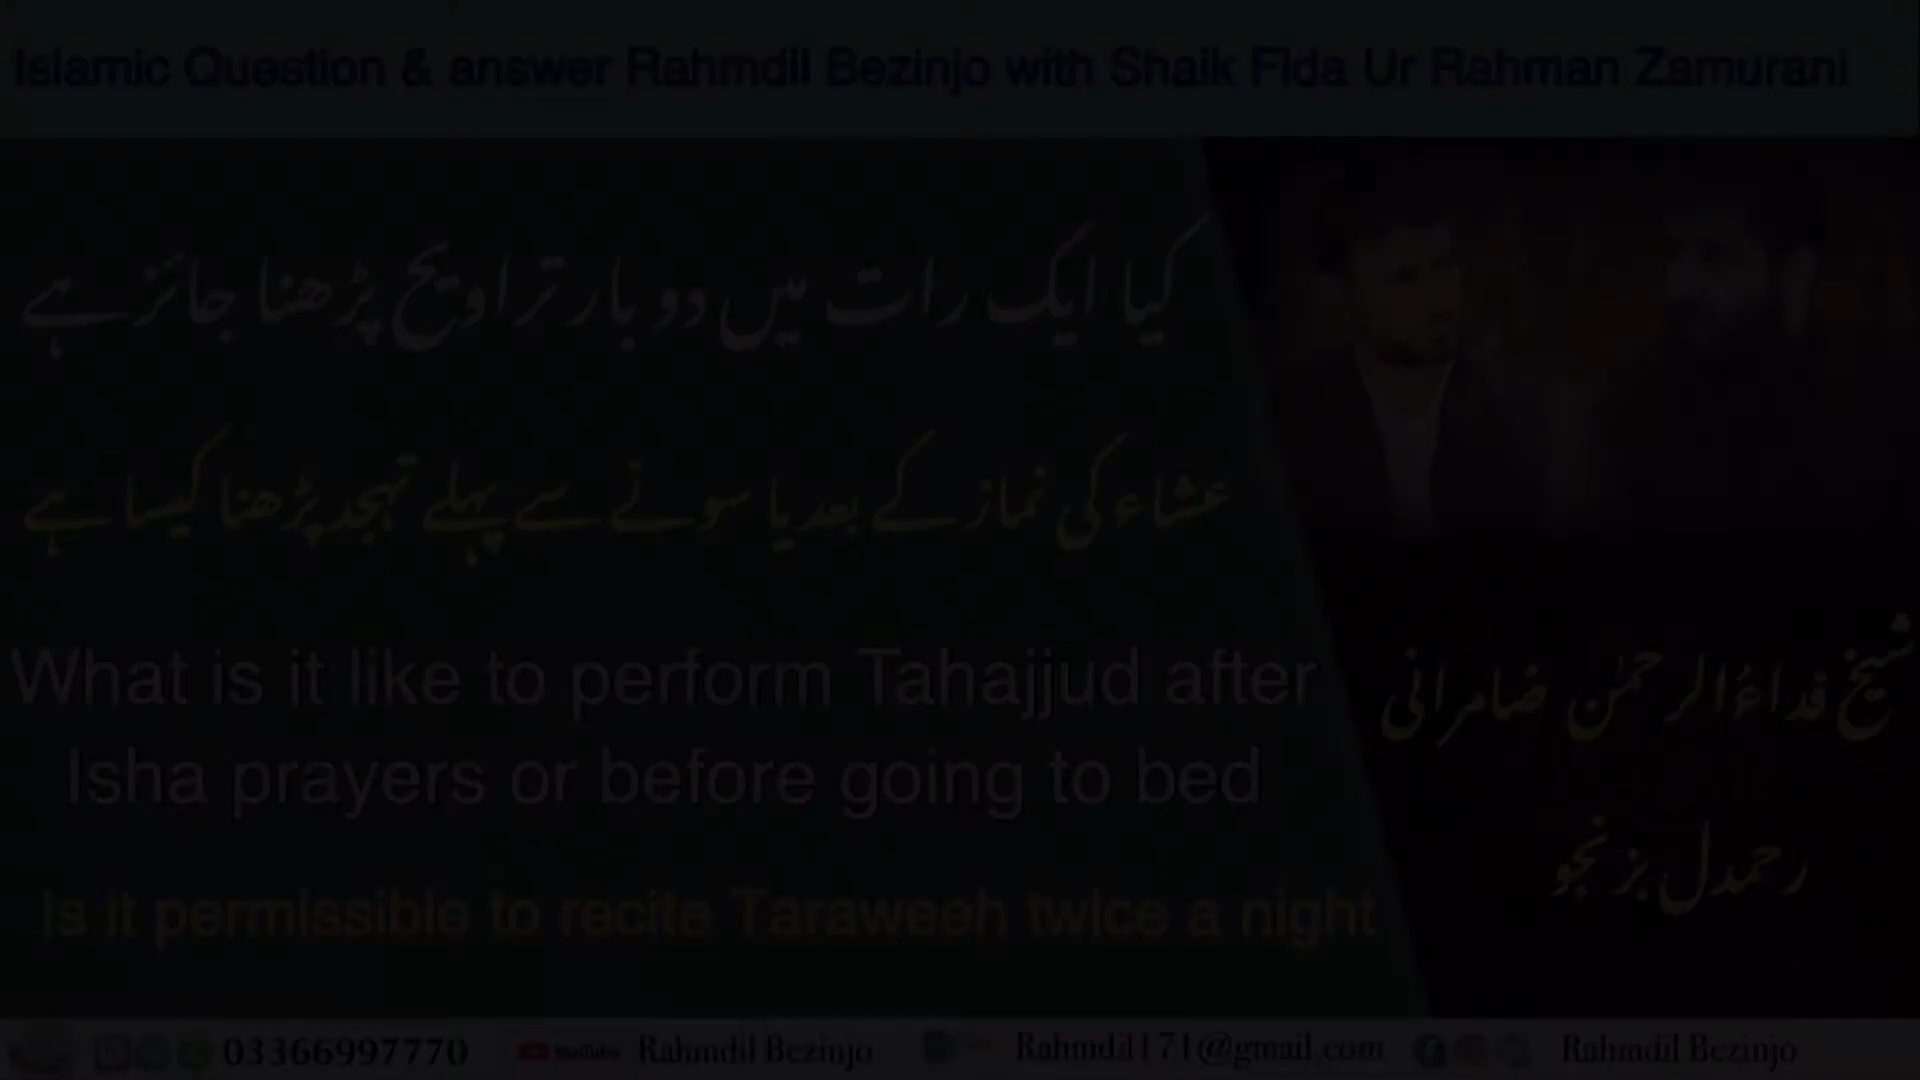 Islamic Question & answer Rahmdil Bezinjo with Shaik Fida Ur Rahman Zamurani
کیا ایک رات میں دو بار تراویح پڑھنا جائز ہے
عشاء کی نماز کے بعد یا سونے سے پہلے تہجد پڑھنا کیسا ہے
What is it like to perform Tahajjud after
Isha prayers or before going to bed
Is it permissible to recite Taraweeh twice a night
شیخ فداءُالرحمٰن ضامرانی
رحمدل بزنجو
03366997770 YouTube Rahmdil Bezinjo Rahmdil171@gmail.com Rahmdil Bezinjo